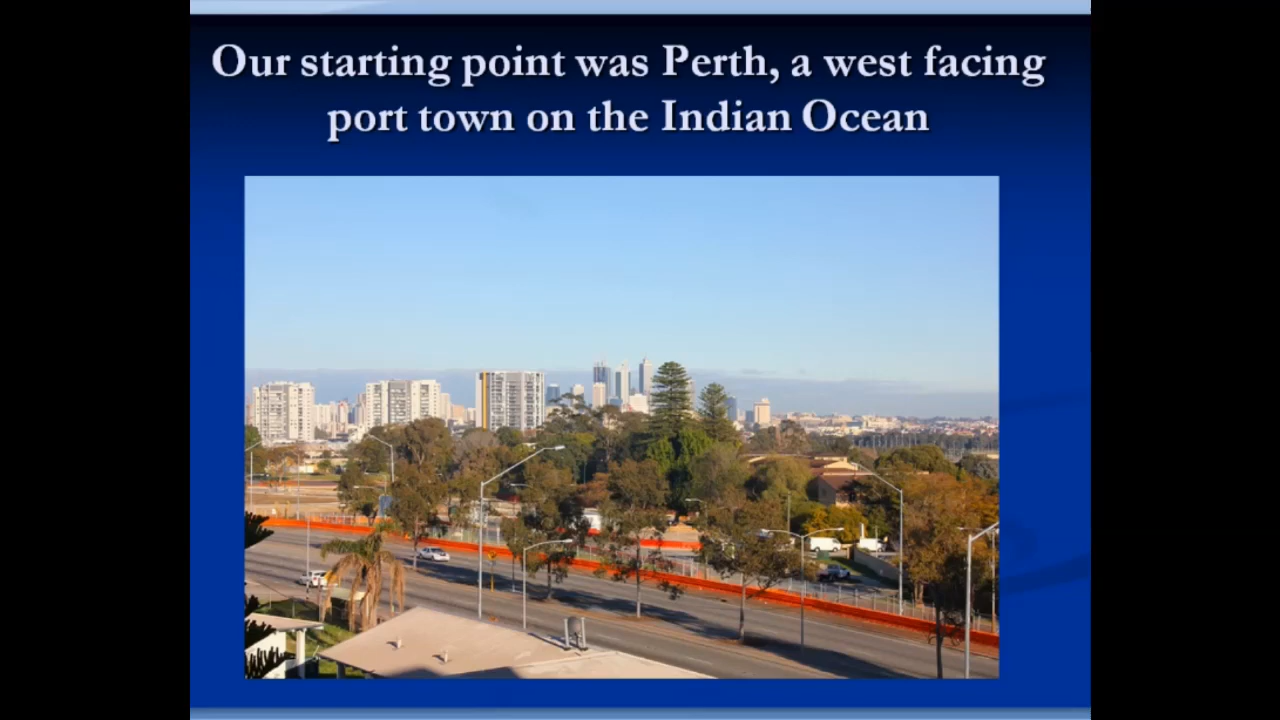 Our starting point was Perth, a west facing
port town on the Indian Ocean